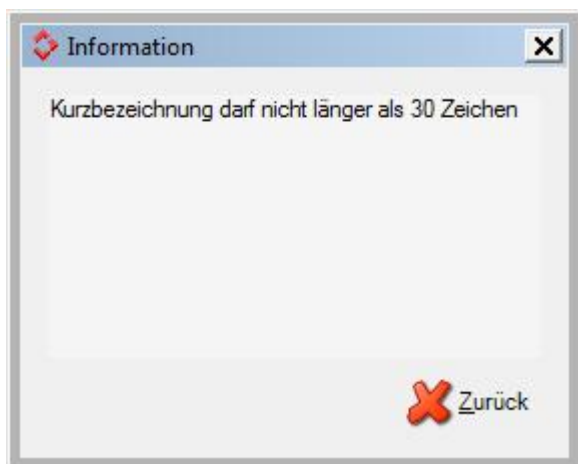 Information
Kurzbezeichnung darf nicht länger als 30 Zeichen
Zurück